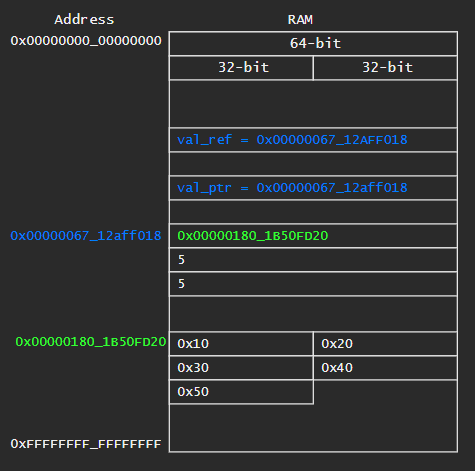 Address RAM
0x00000000_00000000 64-bit
32-bit 32-bit
val_ref = 0x00000067_12AFF018
val_ptr = 0x00000067_12aff018
0x00000067_12aff018 0x00000180_1B50FD20
5
5
0x00000180_1B50FD20 0x10 0x20
0x30 0x40
0x50
0xFFFFFFFF_FFFFFFFF